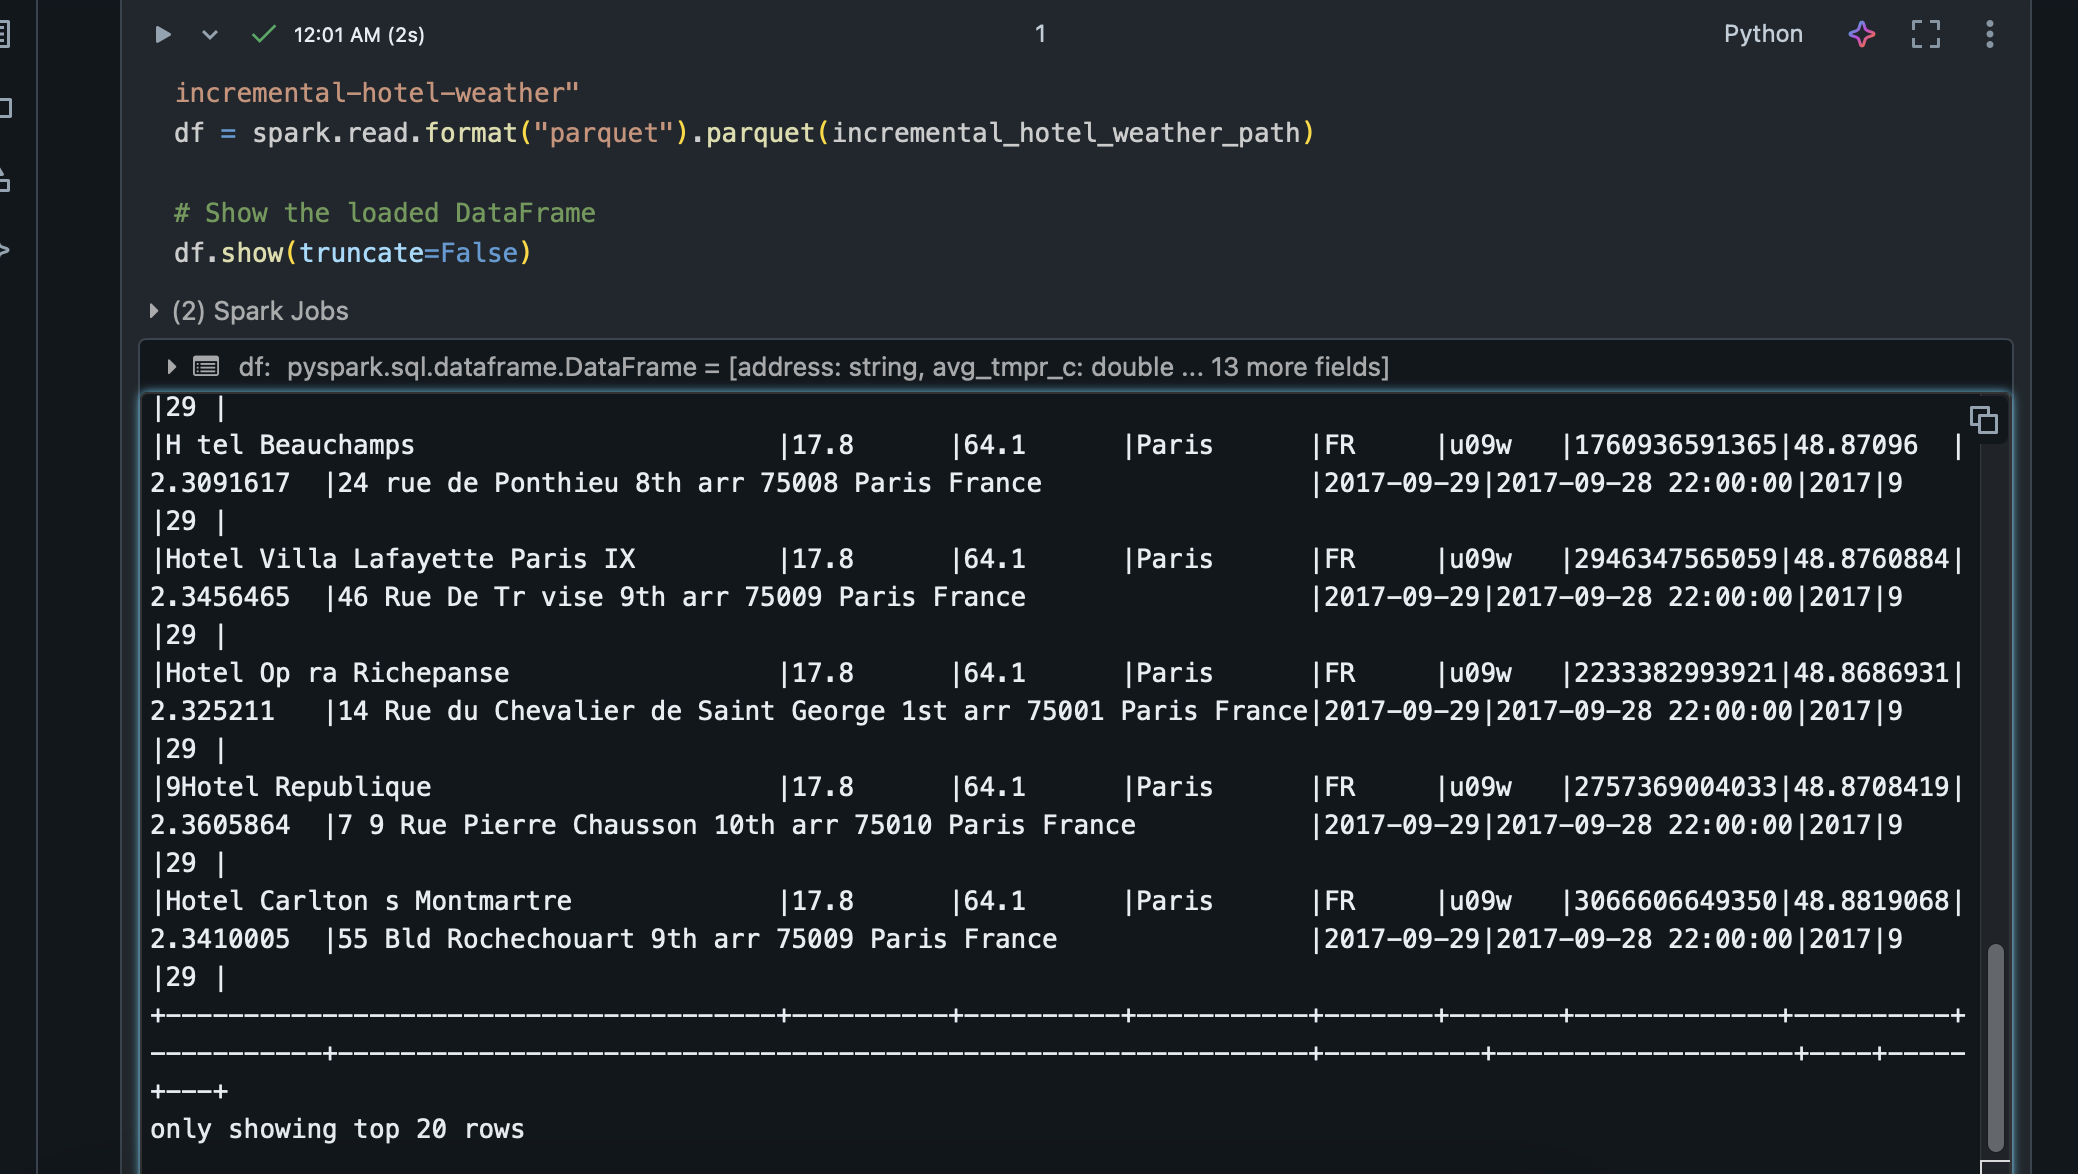 12:01 AM (2s)
1
Python
incremental-hotel-weather"
df = spark.read.format("parquet").parquet(incremental_hotel_weather_path)
# Show the loaded DataFrame
df.show(truncate=False)
(2) Spark Jobs
df: pyspark.sql.dataframe.DataFrame = [address: string, avg_tmpr_c: double ... 13 more fields]
|29 |
|H tel Beauchamps                       |17.8      |64.1      |Paris      |FR     |u09w   |1760936591365|48.87096  |
2.3091617  |24 rue de Ponthieu 8th arr 75008 Paris France                 |2017-09-29|2017-09-28 22:00:00|2017|9
|29 |
|Hotel Villa Lafayette Paris IX         |17.8      |64.1      |Paris      |FR     |u09w   |2946347565059|48.8760884|
2.3456465  |46 Rue De Tr vise 9th arr 75009 Paris France                  |2017-09-29|2017-09-28 22:00:00|2017|9
|29 |
|Hotel Op ra Richepanse                 |17.8      |64.1      |Paris      |FR     |u09w   |2233382993921|48.8686931|
2.325211   |14 Rue du Chevalier de Saint George 1st arr 75001 Paris France|2017-09-29|2017-09-28 22:00:00|2017|9
|29 |
|9Hotel Republique                      |17.8      |64.1      |Paris      |FR     |u09w   |2757369004033|48.8708419|
2.3605864  |7 9 Rue Pierre Chausson 10th arr 75010 Paris France           |2017-09-29|2017-09-28 22:00:00|2017|9
|29 |
|Hotel Carlton s Montmartre             |17.8      |64.1      |Paris      |FR     |u09w   |3066606649350|48.8819068|
2.3410005  |55 Bld Rochechouart 9th arr 75009 Paris France                |2017-09-29|2017-09-28 22:00:00|2017|9
|29 |
+---------------------------------------+----------+----------+-----------+-------+-------+-------------+----------+
-----------+--------------------------------------------------------------+----------+-------------------+----+-----
+---+
only showing top 20 rows